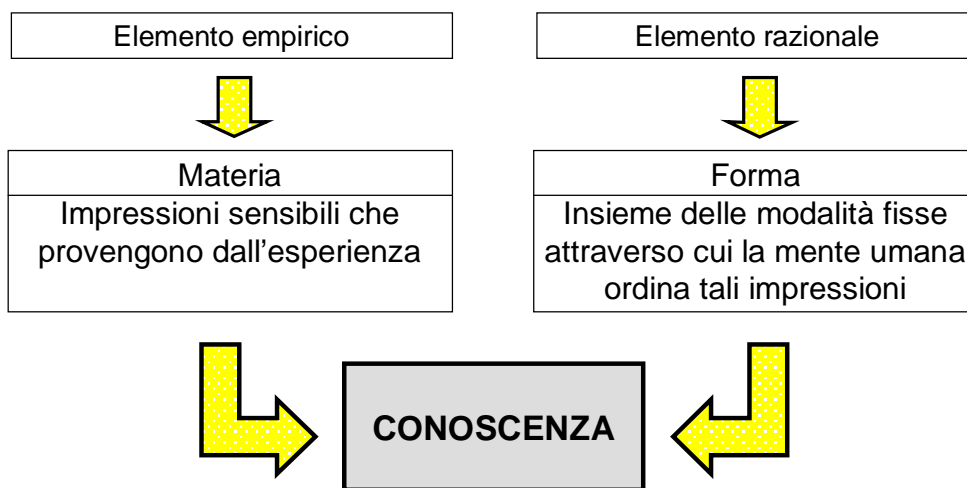 Elemento empirico
Elemento razionale
Materia
Impressioni sensibili che
provengono dall'esperienza
Forma
Insieme delle modalità fisse
attraverso cui la mente umana
ordina tali impressioni
CONOSCENZA